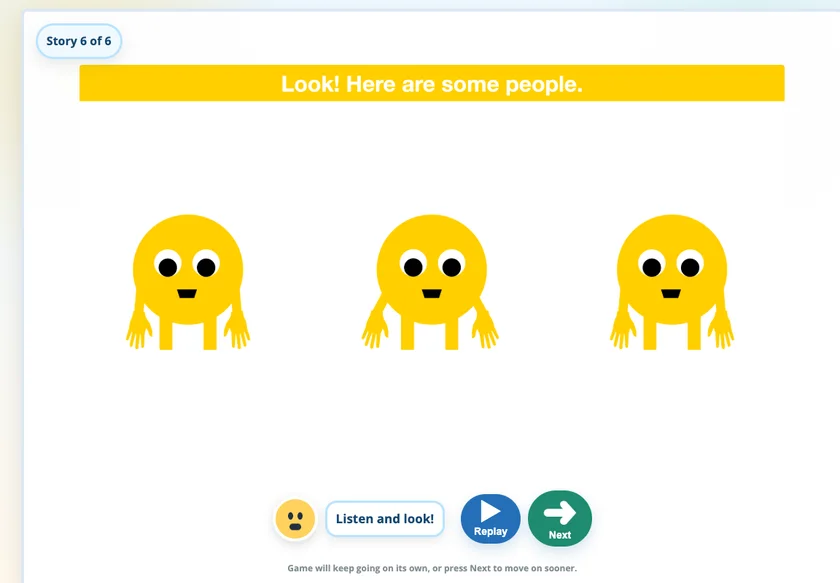 Story 6 of 6
Look! Here are some people.
Listen and look!
Replay
Next
Game will keep going on its own, or press Next to move on sooner.